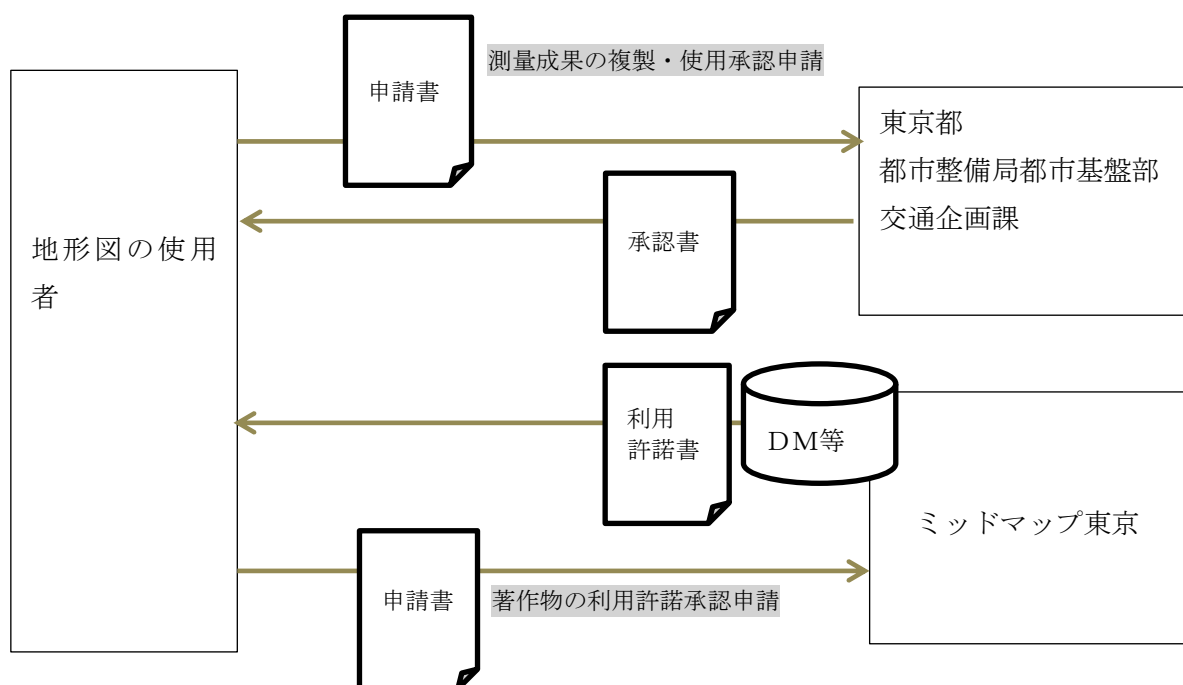 測量成果の複製・使用承認申請
申請書
東京都
都市整備局都市基盤部
交通企画課
地形図の使用
者
承認書
利用
許諾書
DM等
ミッドマップ東京
申請書
著作物の利用許諾承認申請